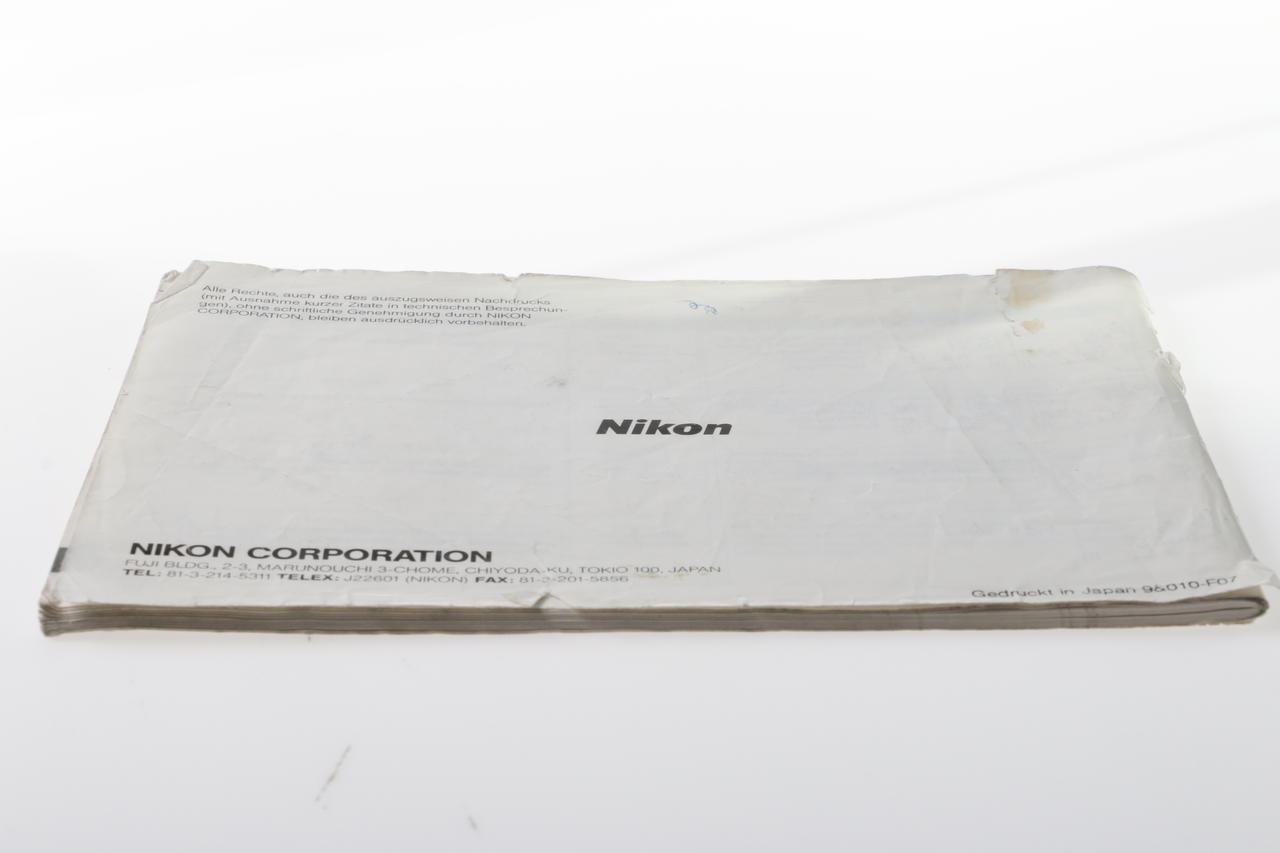 Alle Rechte, auch die des auszugsweisen Nachdrucks
(mit Ausnahme kurzer Zitate in technischen Besprechun-
gen), ohne schriftliche Genehmigung durch NIKON
CORPORATION, bleiben ausdrücklich vorbehalten.
Nikon
NIKON CORPORATION
FUJI BLDG., 2-3, MARUNOUCHI 3-CHOME, CHIYODA-KU, TOKIO 100, JAPAN
TEL: 81-3-214-5311 TELEX: J22601 (NIKON) FAX: 81-3-201-5856
Gedruckt in Japan